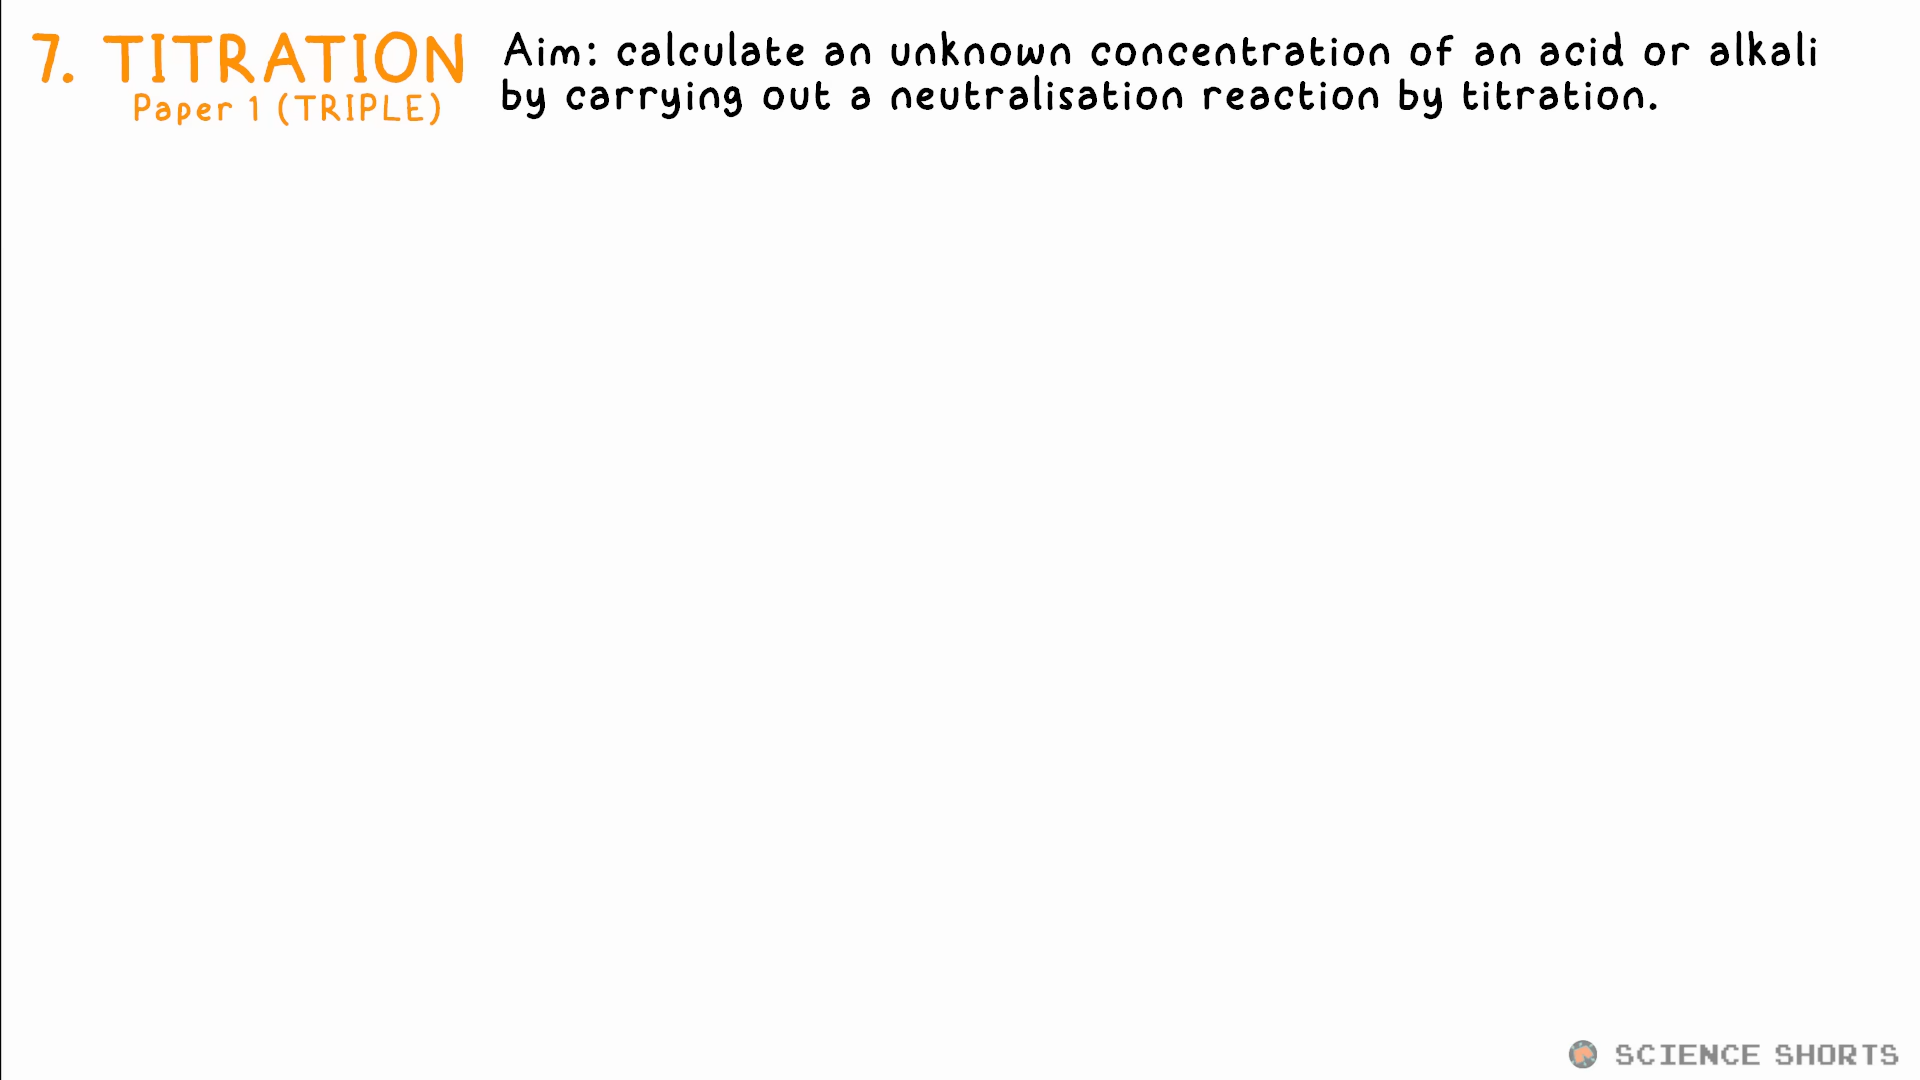 7. TITRATION
Paper 1 (TRIPLE)
Aim: calculate an unknown concentration of an acid or alkali
by carrying out a neutralisation reaction by titration.
SCIENCE SHORTS